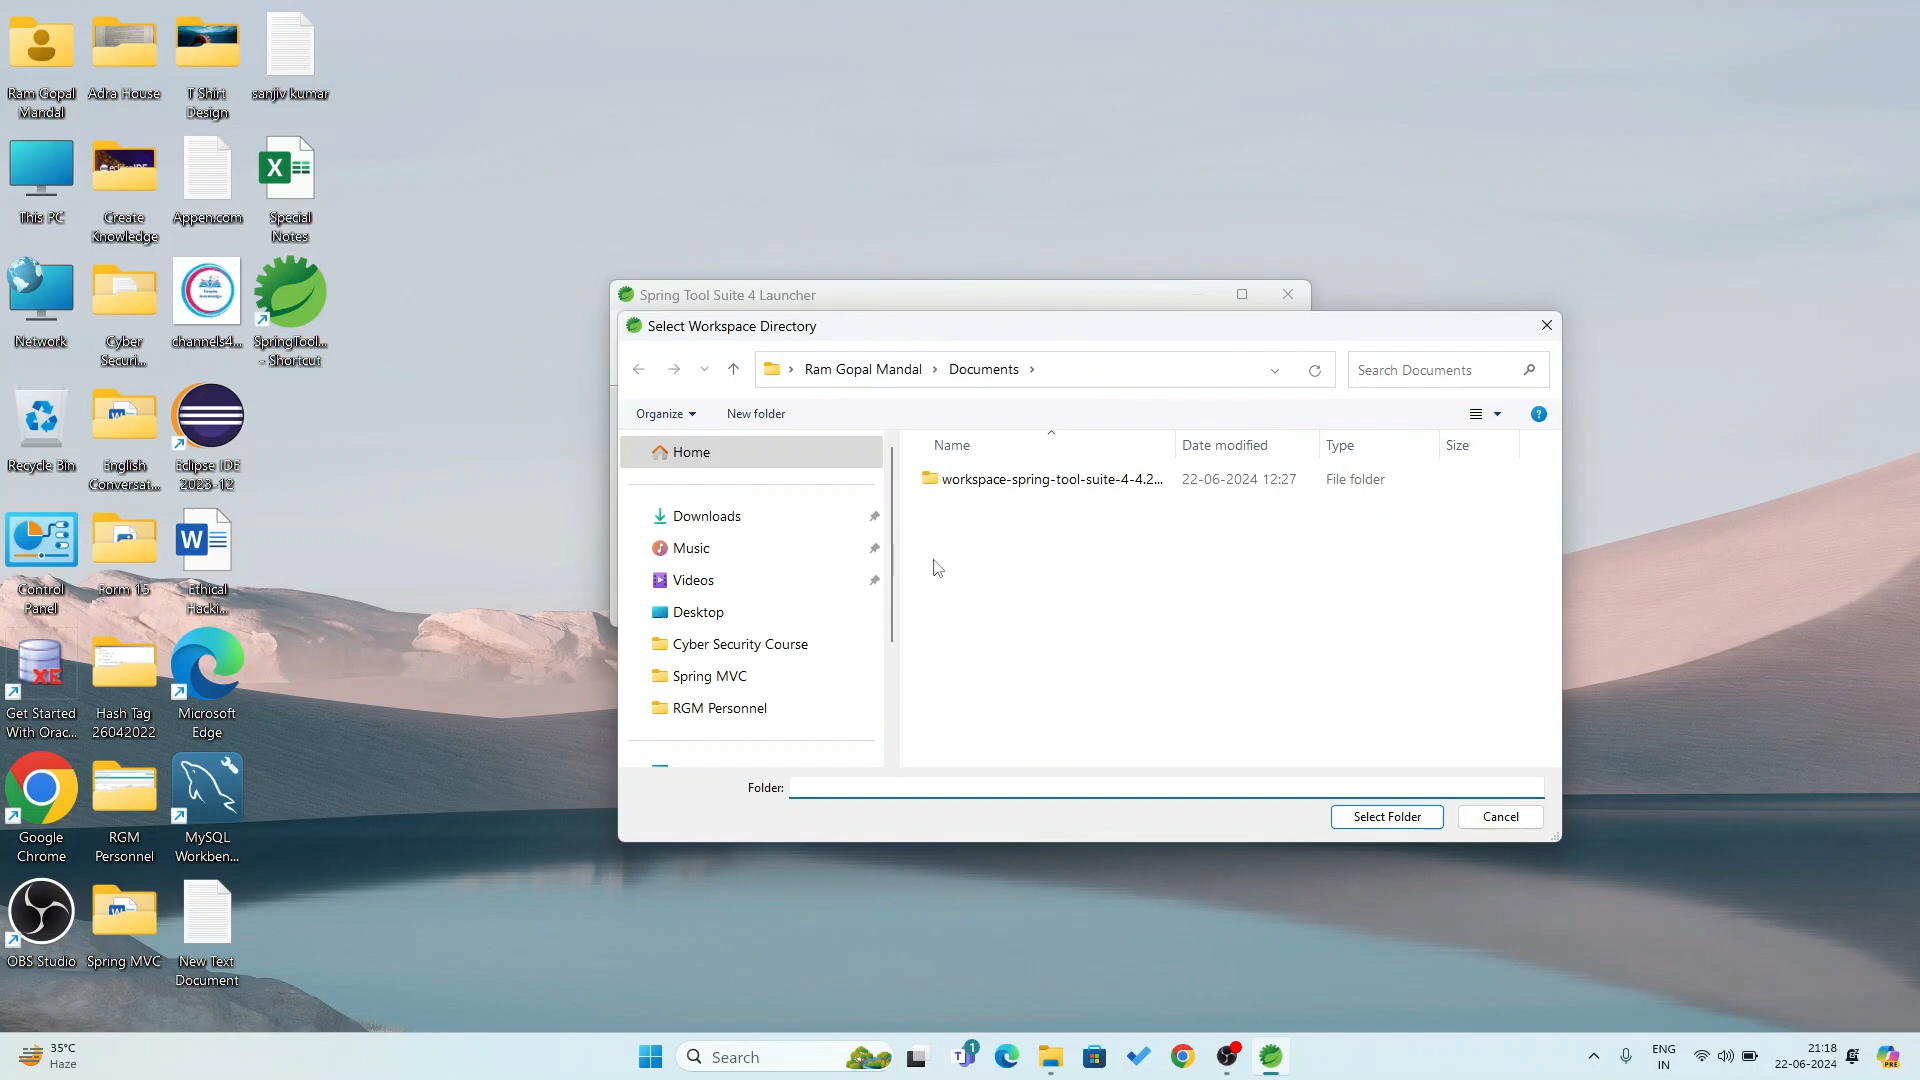 Ram Gopal
Mandal
Adra House
T Shirt
Design
sanjiv kumar
This PC
Create
Knowledge
Appen.com
Special
Notes
Network
Cyber
Securi...
channels4...
SpringTool...
- Shortcut
Recycle Bin
English
Conversat...
Eclipse IDE
2023-12
Control
Panel
Form 15
Ethical
Hacki...
Get Started
With Orac...
Hash Tag
26042022
Microsoft
Edge
Google
Chrome
RGM
Personnel
MySQL
Workben...
OBS Studio
Spring MVC
New Text
Document
Spring Tool Suite 4 Launcher
Select Workspace Directory
Ram Gopal Mandal
Documents
Search Documents
Organize
New folder
Home
Downloads
Music
Videos
Desktop
Cyber Security Course
Spring MVC
RGM Personnel
Name
Date modified
Type
Size
workspace-spring-tool-suite-4-4.2...
22-06-2024 12:27
File folder
Folder:
Select Folder
Cancel
35°C
Haze
Search
1
ENG
IN
21:18
22-06-2024
PRE